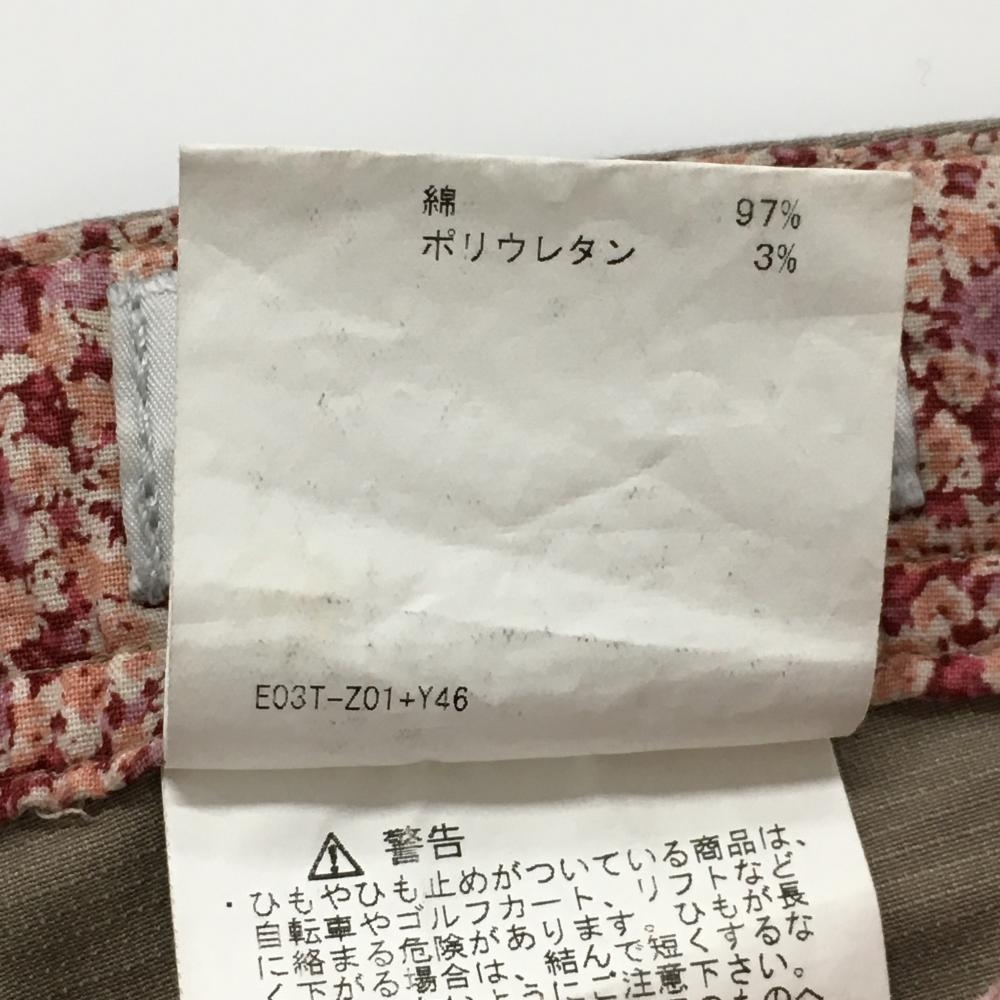 綿 97%
ポリウレタン 3%
E03T-Z01+Y46
警告
・ひもやひも止めがついている商品は、
自転車やゴルフカート、リフトなど
に絡まる危険があります。ひもが長
く下がる場合は、結んで短くするな